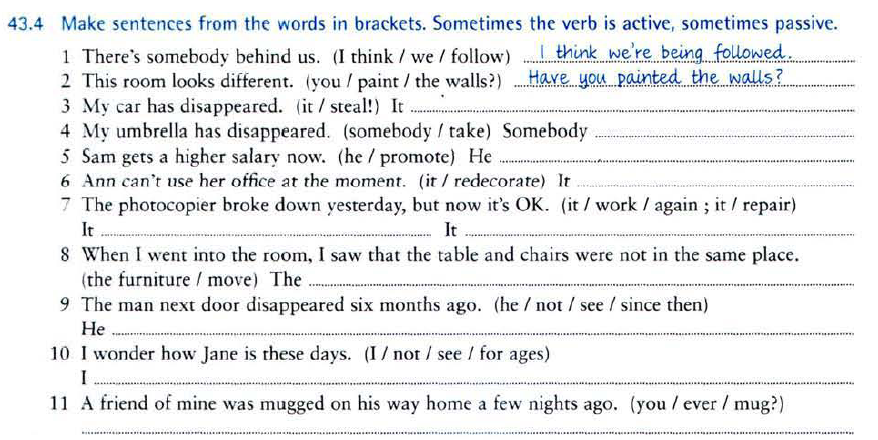 43.4 Make sentences from the words in brackets. Sometimes the verb is active, sometimes passive.
1 There's somebody behind us. (I think / we / follow) I think we're being followed.
2 This room looks different. (you / paint / the walls?) Have you painted the walls?
3 My car has disappeared. (it / steal!) It
4 My umbrella has disappeared. (somebody / take) Somebody
5 Sam gets a higher salary now. (he / promote) He
6 Ann can't use her office at the moment. (it / redecorate) It
7 The photocopier broke down yesterday, but now it's OK. (it / work / again ; it / repair)
It It
8 When I went into the room, I saw that the table and chairs were not in the same place.
(the furniture / move) The
9 The man next door disappeared six months ago. (he / not / see / since then)
He
10 I wonder how Jane is these days. (I / not / see / for ages)
I
11 A friend of mine was mugged on his way home a few nights ago. (you / ever / mug?)